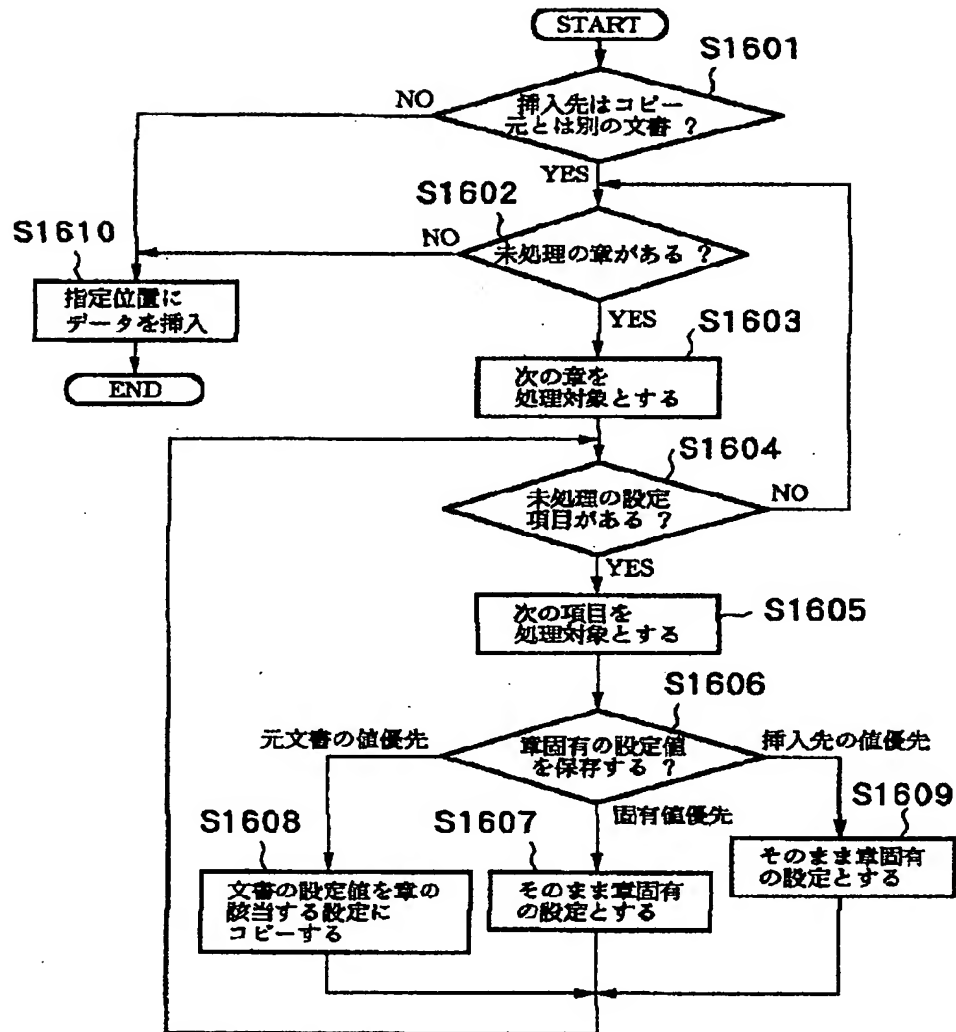 START
S1601
挿入先はコピー
元とは別の文書 ?
NO
YES
S1602
未処理の章がある ?
NO
YES
S1610
指定位置に
データを挿入
END
S1603
次の章を
処理対象とする
S1604
未処理の設定
項目がある ?
NO
YES
S1605
次の項目を
処理対象とする
S1606
章固有の設定値
を保存する ?
元文書の値優先
固有値優先
挿入先の値優先
S1608
文書の設定値を章の
該当する設定に
コピーする
S1607
そのまま章固有
の設定とする
S1609
そのまま章固有
の設定とする